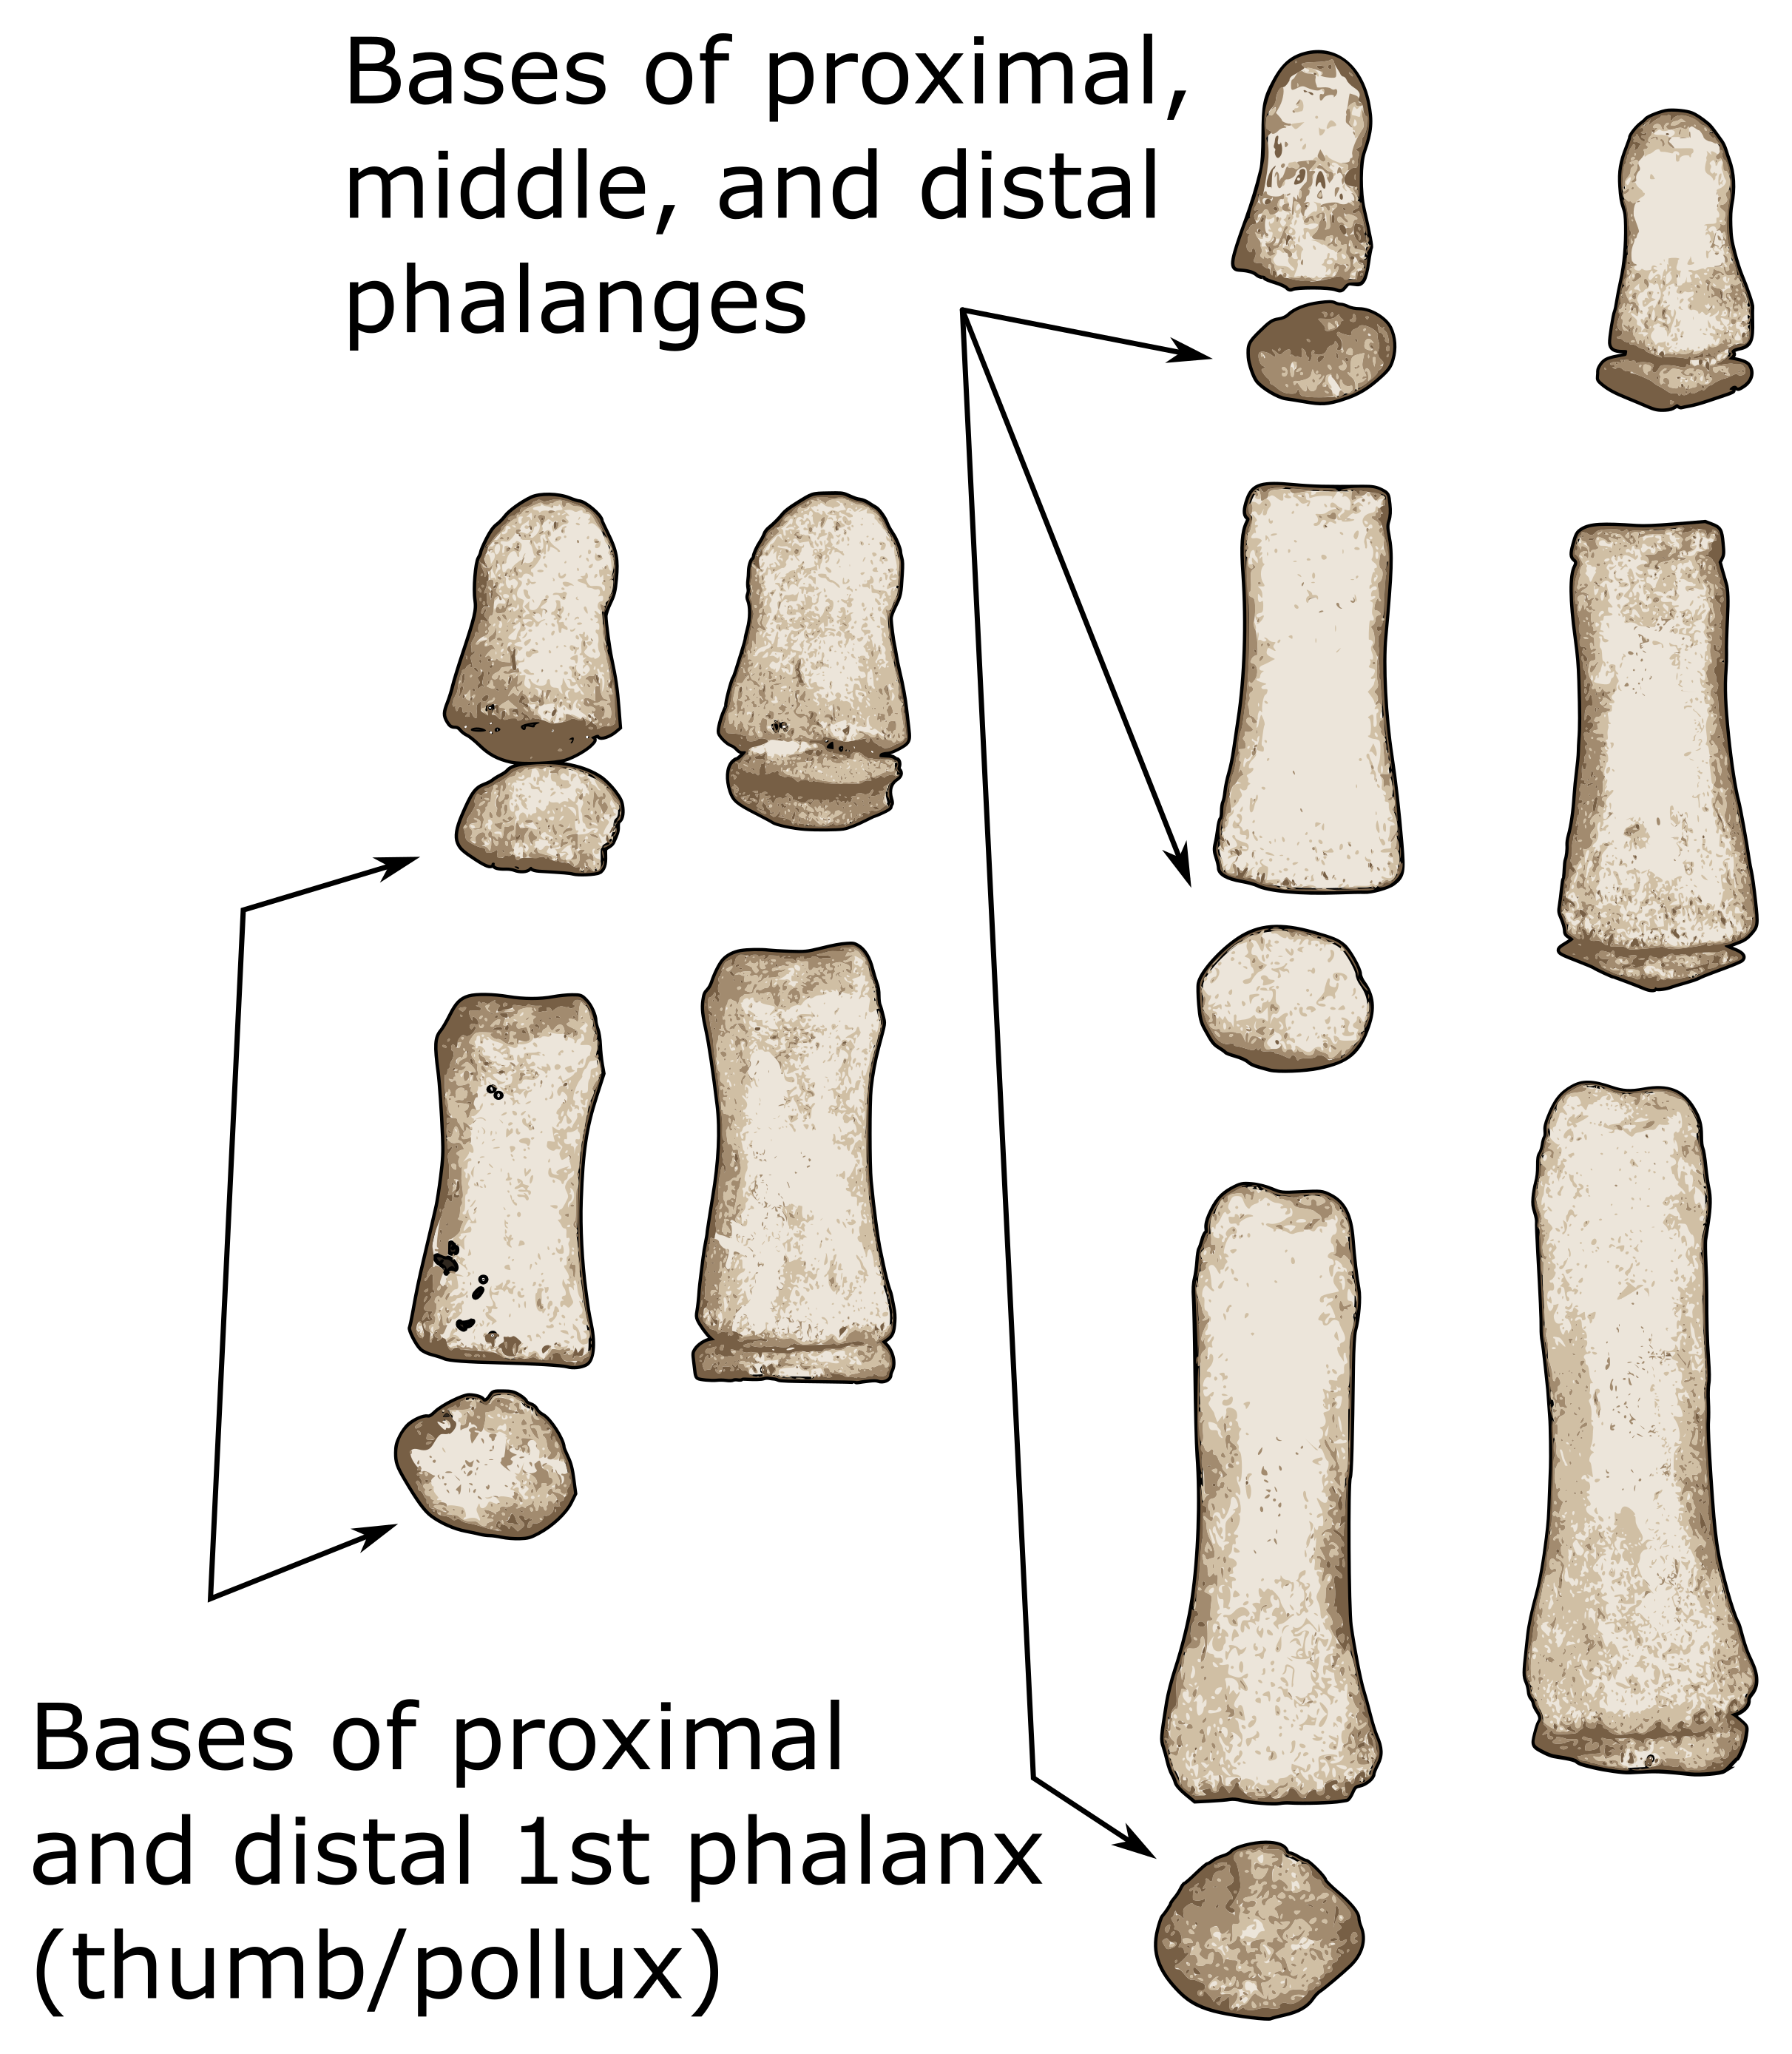 Bases of proximal,
middle, and distal
phalanges
Bases of proximal
and distal 1st phalanx
(thumb/pollux)